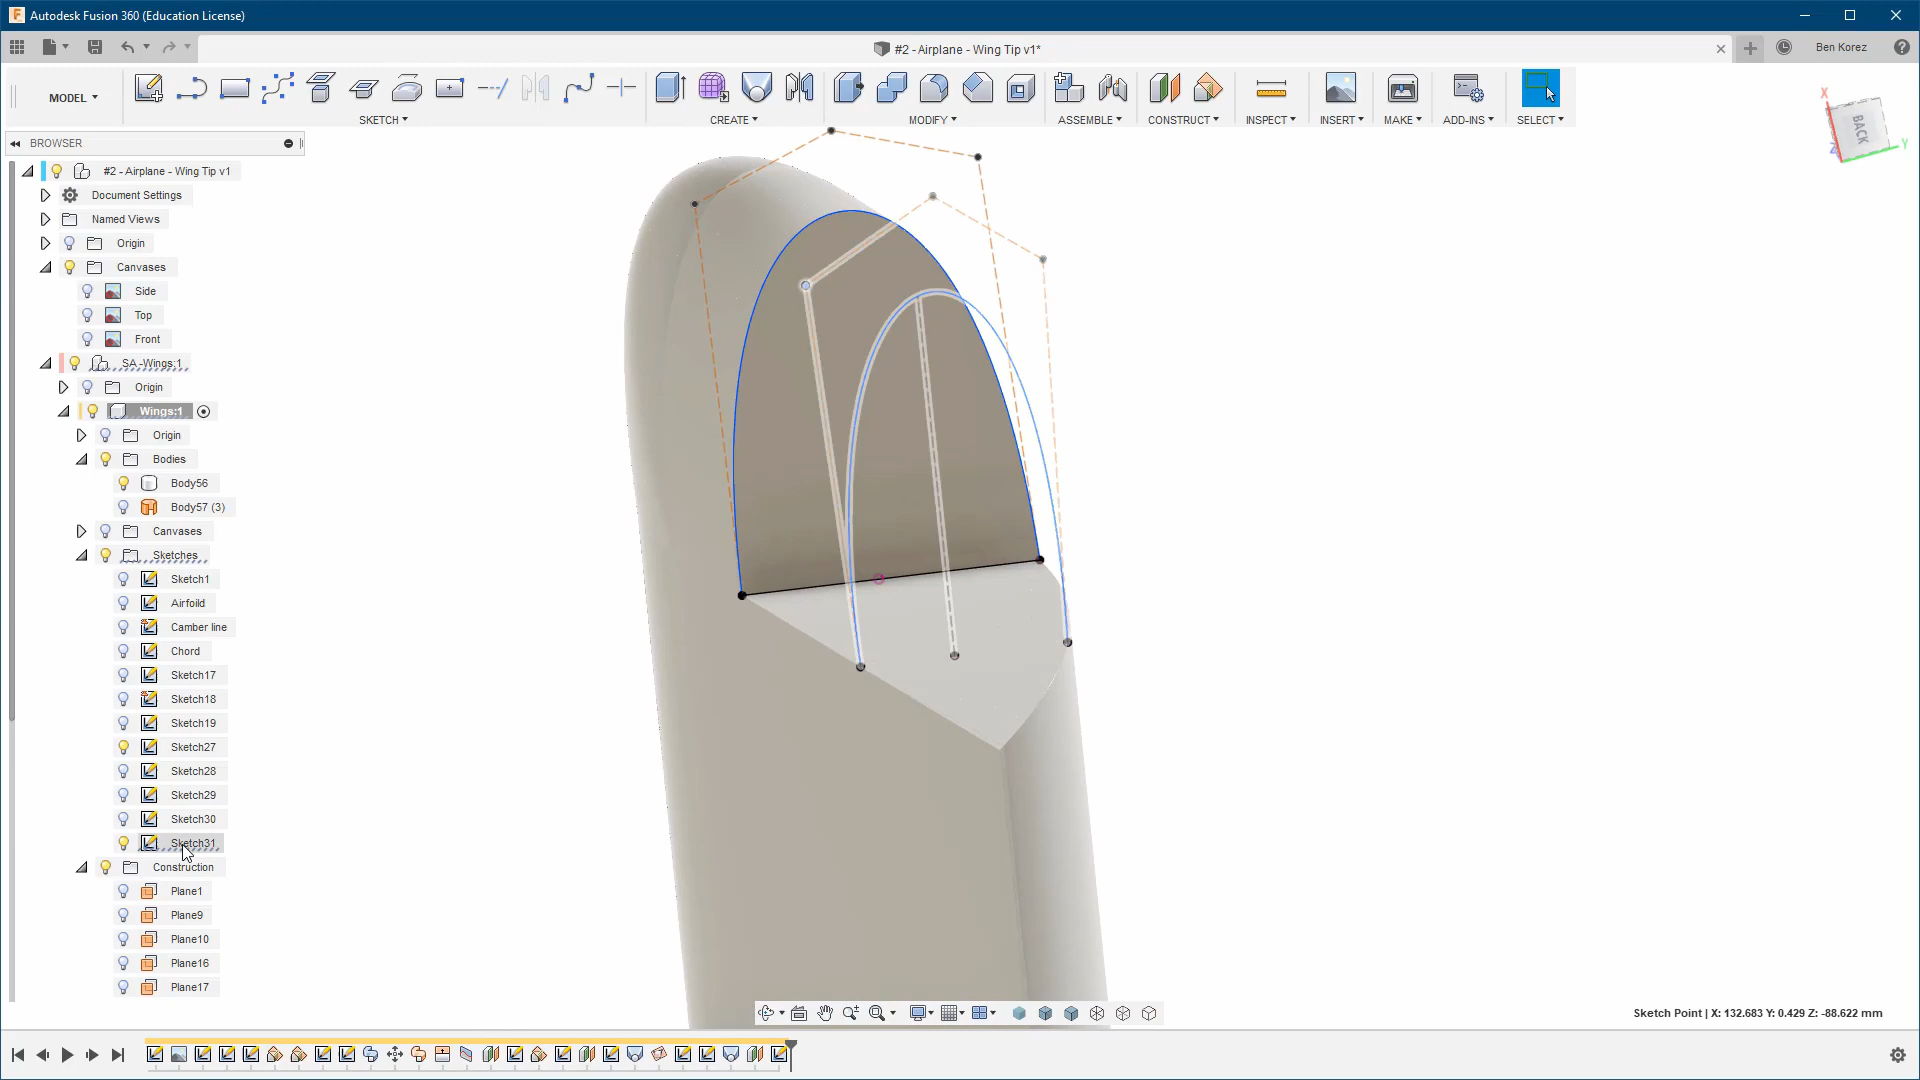 Autodesk Fusion 360 (Education License)
#2 - Airplane - Wing Tip v1*
Ben Korez
MODEL
SKETCH
CREATE
MODIFY
ASSEMBLE
CONSTRUCT
INSPECT
INSERT
MAKE
ADD-INS
SELECT
X
BACK
Y
Z
BROWSER
#2 - Airplane - Wing Tip v1
Document Settings
Named Views
Origin
Canvases
Side
Top
Front
SA -Wings:1
Origin
Wings:1
Origin
Bodies
Body56
Body57 (3)
Canvases
Sketches
Sketch1
Airfoild
Camber line
Chord
Sketch17
Sketch18
Sketch19
Sketch27
Sketch28
Sketch29
Sketch30
Sketch31
Construction
Plane1
Plane9
Plane10
Plane16
Plane17
Sketch Point | X: 132.683 Y: 0.429 Z: -88.622 mm